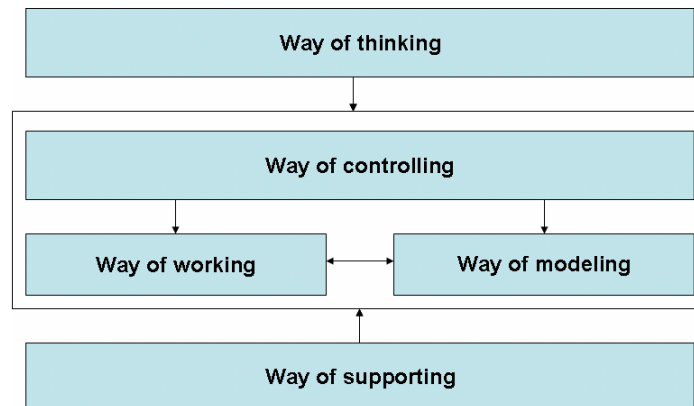 Way of thinking
Way of controlling
Way of working
Way of modeling
Way of supporting